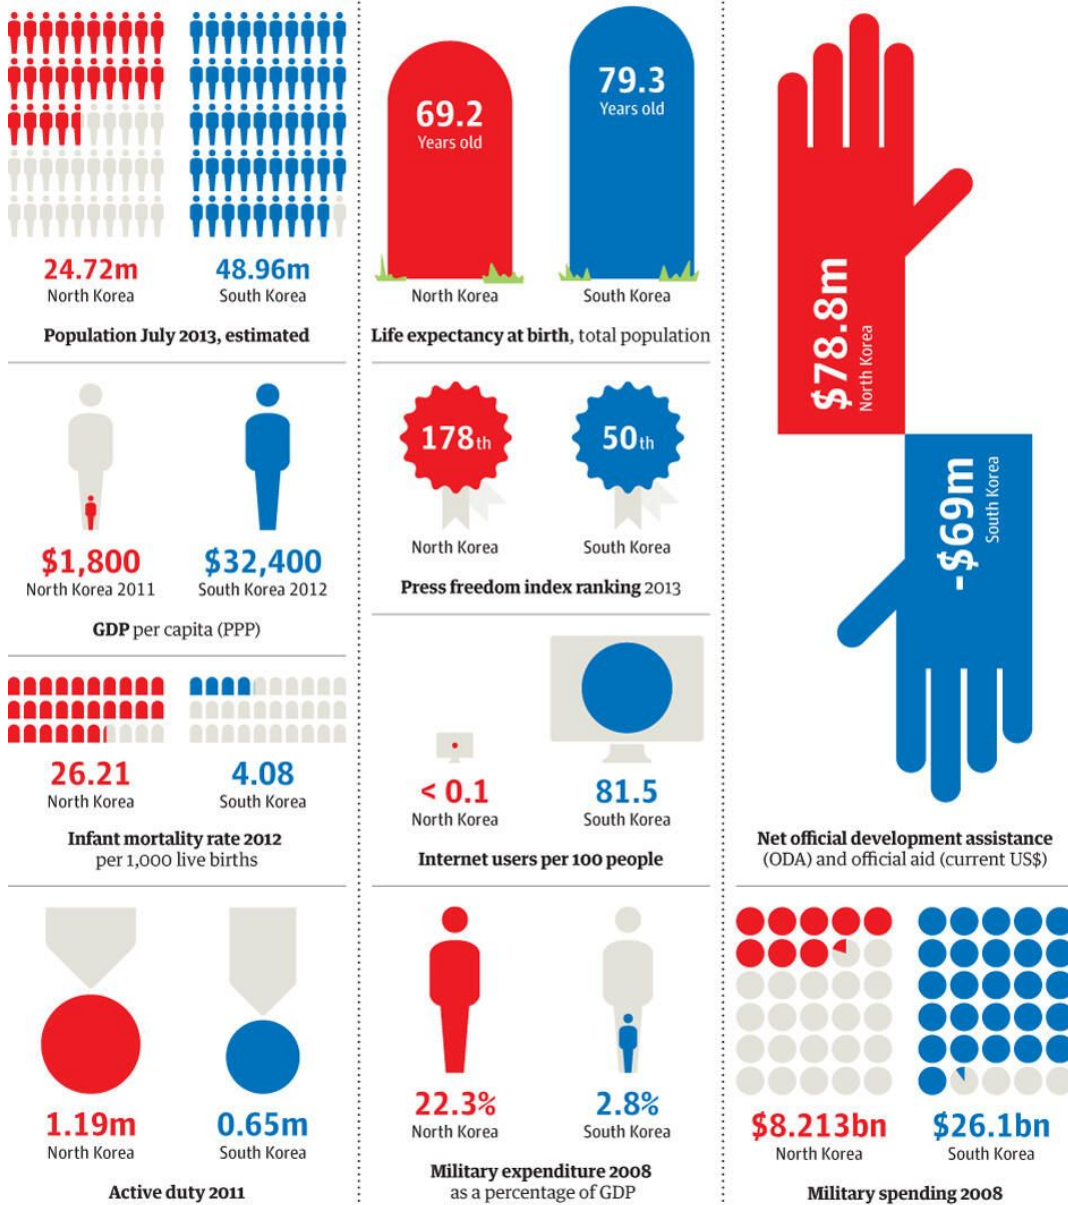 24.72m
North Korea
48.96m
South Korea
Population July 2013, estimated
$1,800
North Korea 2011
$32,400
South Korea 2012
GDP per capita (PPP)
26.21
North Korea
4.08
South Korea
Infant mortality rate 2012
per 1,000 live births
1.19m
North Korea
0.65m
South Korea
Active duty 2011
69.2
Years old
North Korea
79.3
Years old
South Korea
Life expectancy at birth, total population
178th
North Korea
50th
South Korea
Press freedom index ranking 2013
< 0.1
North Korea
81.5
South Korea
Internet users per 100 people
22.3%
North Korea
2.8%
South Korea
Military expenditure 2008
as a percentage of GDP
$78.8m
North Korea
-$69m
South Korea
Net official development assistance
(ODA) and official aid (current US$)
$8.213bn
North Korea
$26.1bn
South Korea
Military spending 2008